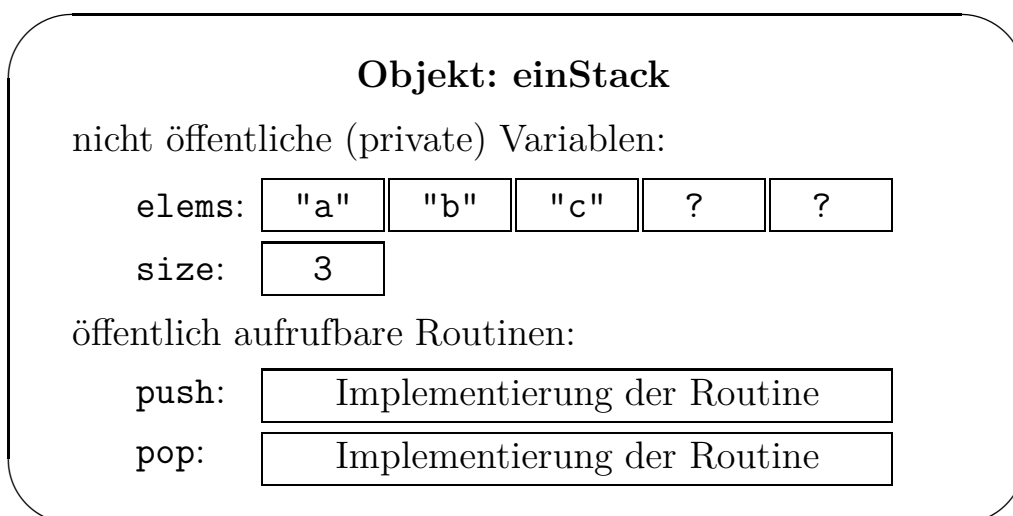 Objekt: einStack
nicht öffentliche (private) Variablen:
elems: "a" "b" "c" ? ?
size: 3
öffentlich aufrufbare Routinen:
push: Implementierung der Routine
pop: Implementierung der Routine